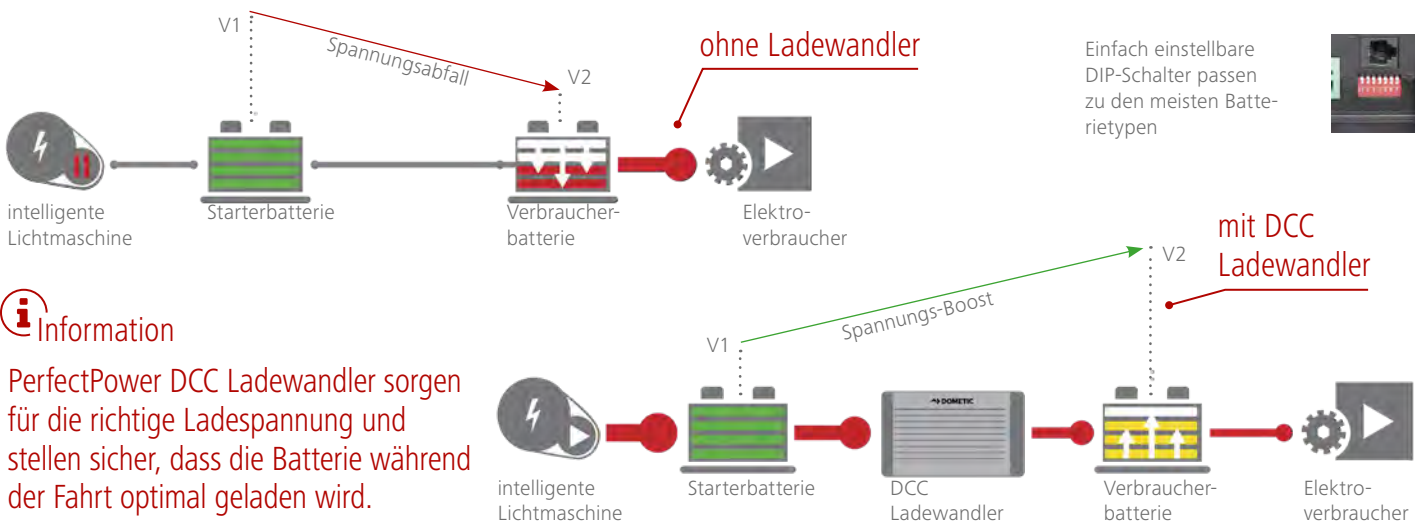 V1
Spannungsabfall
V2
ohne Ladewandler
intelligente
Lichtmaschine
Starterbatterie
Verbraucher-
batterie
Elektro-
verbraucher
Einfach einstellbare
DIP-Schalter passen
zu den meisten Batte-
rietypen
i Information
PerfectPower DCC Ladewandler sorgen
für die richtige Ladespannung und
stellen sicher, dass die Batterie während
der Fahrt optimal geladen wird.
V1
Spannungs-Boost
V2
mit DCC
Ladewandler
DOMETIC
intelligente
Lichtmaschine
Starterbatterie
DCC
Ladewandler
Verbraucher-
batterie
Elektro-
verbraucher